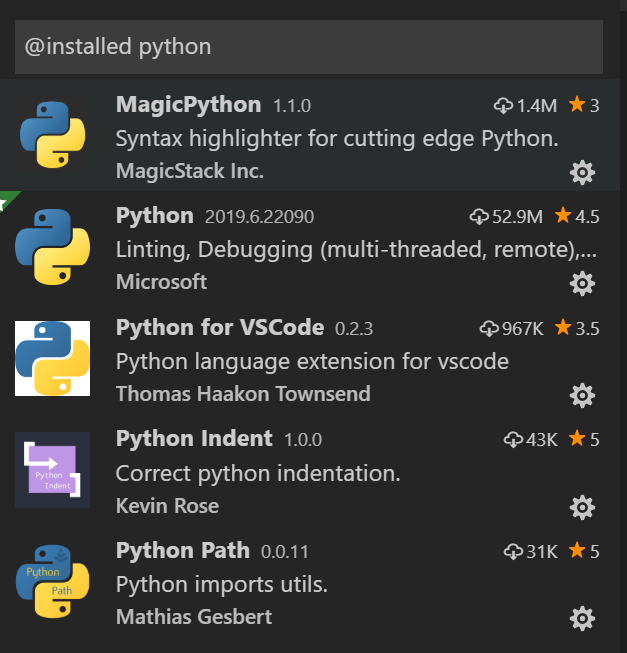 @installed python
MagicPython 1.1.0 1.4M 3
Syntax highlighter for cutting edge Python.
MagicStack Inc.
Python 2019.6.22090 52.9M 4.5
Linting, Debugging (multi-threaded, remote),...
Microsoft
Python for VSCode 0.2.3 967K 3.5
Python language extension for vscode
Thomas Haakon Townsend
Python Indent 1.0.0 43K 5
Python
Indent
Correct python indentation.
Kevin Rose
Python Path 0.0.11 31K 5
Python
Path
Python imports utils.
Mathias Gesbert